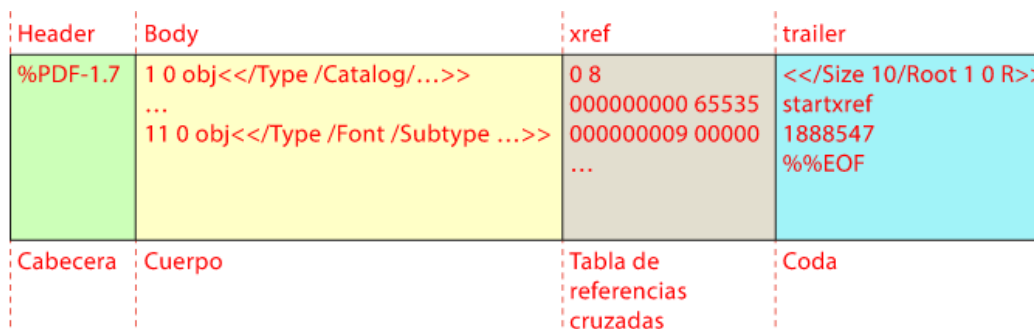 Header Body xref trailer
%PDF-1.7 1 0 obj<</Type /Catalog/...>> 0 8 <</Size 10/Root 1 0 R>>
... 000000000 65535 startxref
11 0 obj<</Type /Font /Subtype ...>> 000000009 00000 1888547
... %%EOF
Cabecera Cuerpo Tabla de Coda
referencias
cruzadas